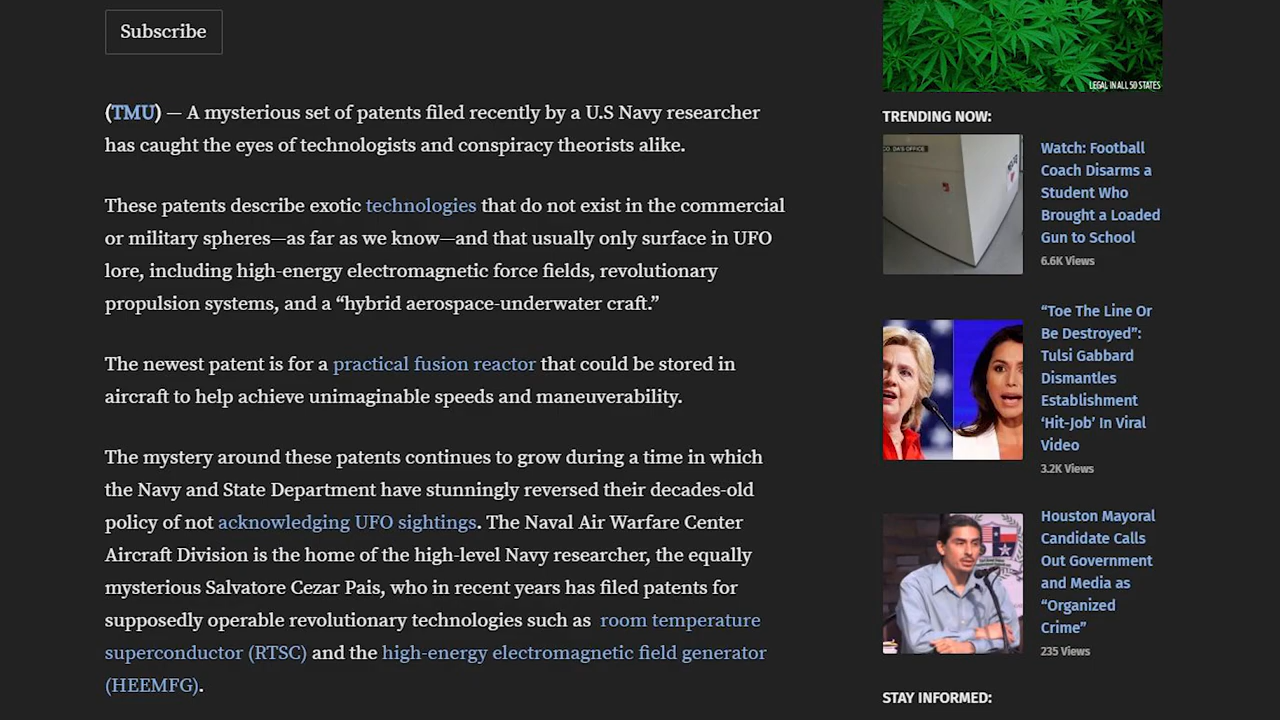 Subscribe
(TMU) — A mysterious set of patents filed recently by a U.S Navy researcher
has caught the eyes of technologists and conspiracy theorists alike.
These patents describe exotic technologies that do not exist in the commercial
or military spheres—as far as we know—and that usually only surface in UFO
lore, including high-energy electromagnetic force fields, revolutionary
propulsion systems, and a “hybrid aerospace-underwater craft.”
The newest patent is for a practical fusion reactor that could be stored in
aircraft to help achieve unimaginable speeds and maneuverability.
The mystery around these patents continues to grow during a time in which
the Navy and State Department have stunningly reversed their decades-old
policy of not acknowledging UFO sightings. The Naval Air Warfare Center
Aircraft Division is the home of the high-level Navy researcher, the equally
mysterious Salvatore Cezar Pais, who in recent years has filed patents for
supposedly operable revolutionary technologies such as room temperature
superconductor (RTSC) and the high-energy electromagnetic field generator
(HEEMFG).
LEGAL IN ALL 50 STATES
TRENDING NOW:
CO. DA'S OFFICE
Watch: Football
Coach Disarms a
Student Who
Brought a Loaded
Gun to School
6.6K Views
“Toe The Line Or
Be Destroyed”:
Tulsi Gabbard
Dismantles
Establishment
‘Hit-Job’ In Viral
Video
3.2K Views
Houston Mayoral
Candidate Calls
Out Government
and Media as
“Organized
Crime”
235 Views
STAY INFORMED: